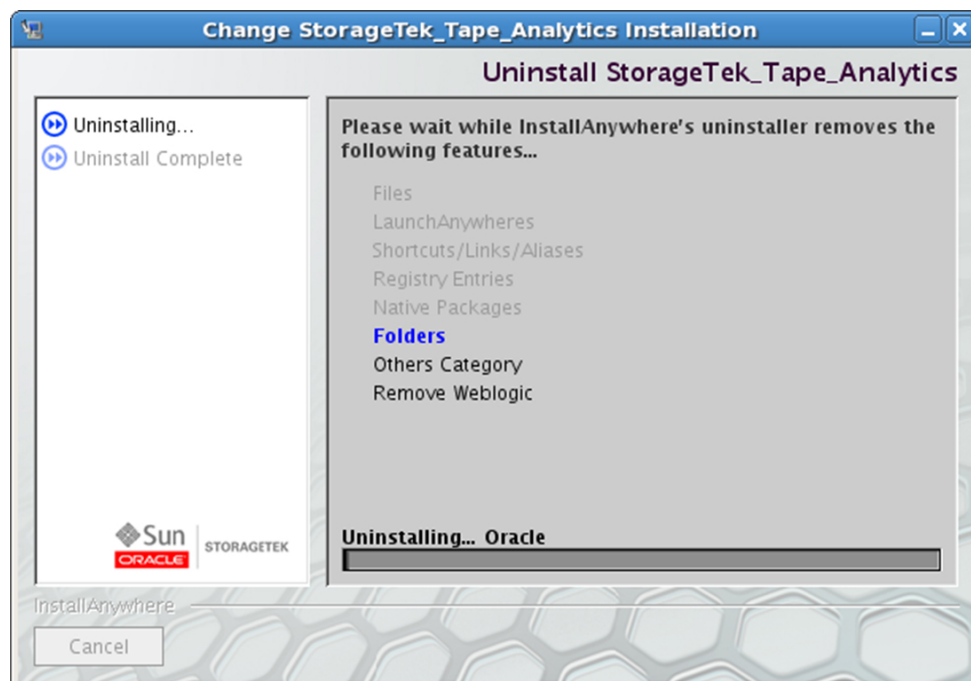 Change StorageTek_Tape_Analytics Installation
Uninstall StorageTek_Tape_Analytics
Uninstalling...
Uninstall Complete
Please wait while InstallAnywhere's uninstaller removes the
following features...
Files
LaunchAnywheres
Shortcuts/Links/Aliases
Registry Entries
Native Packages
Folders
Others Category
Remove Weblogic
Sun
ORACLE
STORAGETEK
Uninstalling... Oracle
InstallAnywhere
Cancel